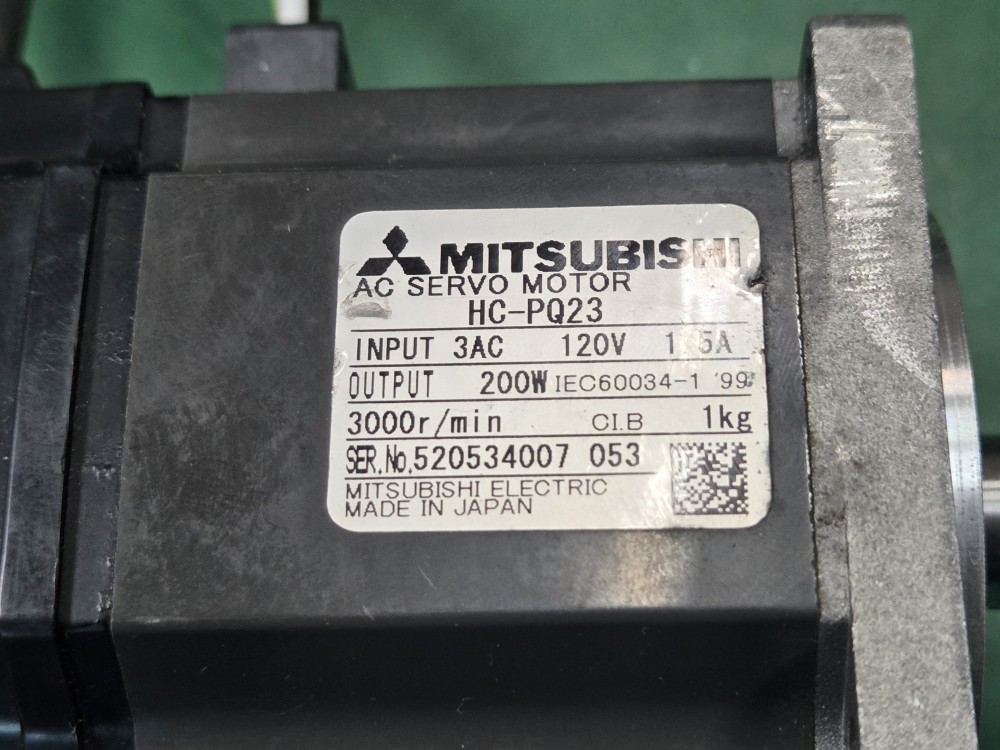 MITSUBISHI
AC SERVO MOTOR
HC-PQ23
INPUT 3AC 120V
OUTPUT 200W IEC60034-1 '99
3000r/min CI.B 1kg
SER.No.520534007 053
MITSUBISHI ELECTRIC
MADE IN JAPAN